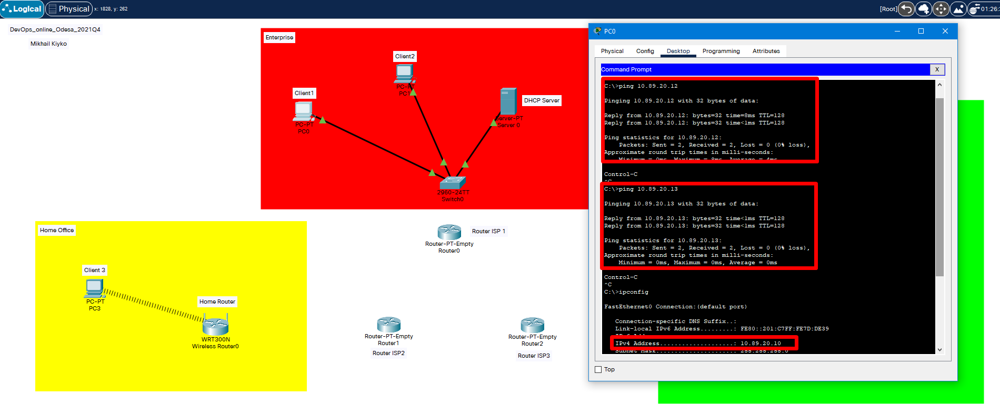 Logical
Physical
x: 1828, y: 262
[Root]
01:26:
DevOps_online_Odesa_2021Q4
Mikhail Kiyko
Enterprise
Client2
PC-PT
PC1
Client1
PC-PT
PC0
DHCP Server
Server-PT
Server 0
2960-24TT
Switch0
Home Office
Client 3
PC-PT
PC3
Home Router
WRT300N
Wireless Router0
Router ISP 1
Router-PT-Empty
Router0
Router-PT-Empty
Router1
Router ISP2
Router-PT-Empty
Router2
Router ISP3
PC0
Physical Config Desktop Programming Attributes
Command Prompt
X
C:\>ping 10.89.20.12
Pinging 10.89.20.12 with 32 bytes of data:
Reply from 10.89.20.12: bytes=32 time=8ms TTL=128
Reply from 10.89.20.12: bytes=32 time<1ms TTL=128
Ping statistics for 10.89.20.12:
Packets: Sent = 2, Received = 2, Lost = 0 (0% loss),
Approximate round trip times in milli-seconds:
Minimum = 0ms, Maximum = 8ms, Average = 4ms
Control-C
^C
C:\>ping 10.89.20.13
Pinging 10.89.20.13 with 32 bytes of data:
Reply from 10.89.20.13: bytes=32 time<1ms TTL=128
Reply from 10.89.20.13: bytes=32 time<1ms TTL=128
Ping statistics for 10.89.20.13:
Packets: Sent = 2, Received = 2, Lost = 0 (0% loss),
Approximate round trip times in milli-seconds:
Minimum = 0ms, Maximum = 0ms, Average = 0ms
Control-C
^C
C:\>ipconfig
FastEthernet0 Connection:(default port)
Connection-specific DNS Suffix..:
Link-local IPv6 Address.........: FE80::201:C7FF:FE7D:DE39
IPv4 Address....................: 10.89.20.10
Subnet Mask.....................: 255.255.255.0
Top